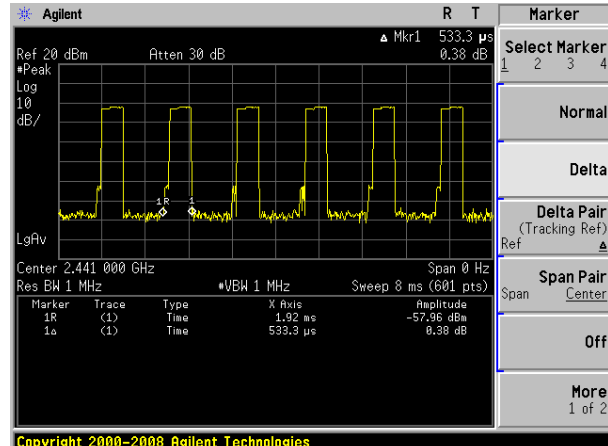 Agilent R T
Δ Mkr1 533.3 µs
Ref 20 dBm Atten 30 dB 0.38 dB
#Peak
Log
10
dB/
1R 1
LgAv
Center 2.441 000 GHz Span 0 Hz
Res BW 1 MHz #VBW 1 MHz Sweep 8 ms (601 pts)
Marker Trace Type X Axis Amplitude
1R (1) Time 1.92 ms -57.96 dBm
1Δ (1) Time 533.3 µs 0.38 dB
Copyright 2000-2008 Agilent Technologies
Marker
Select Marker
1 2 3 4
Normal
Delta
Delta Pair
(Tracking Ref)
Ref Δ
Span Pair
Span Center
Off
More
1 of 2